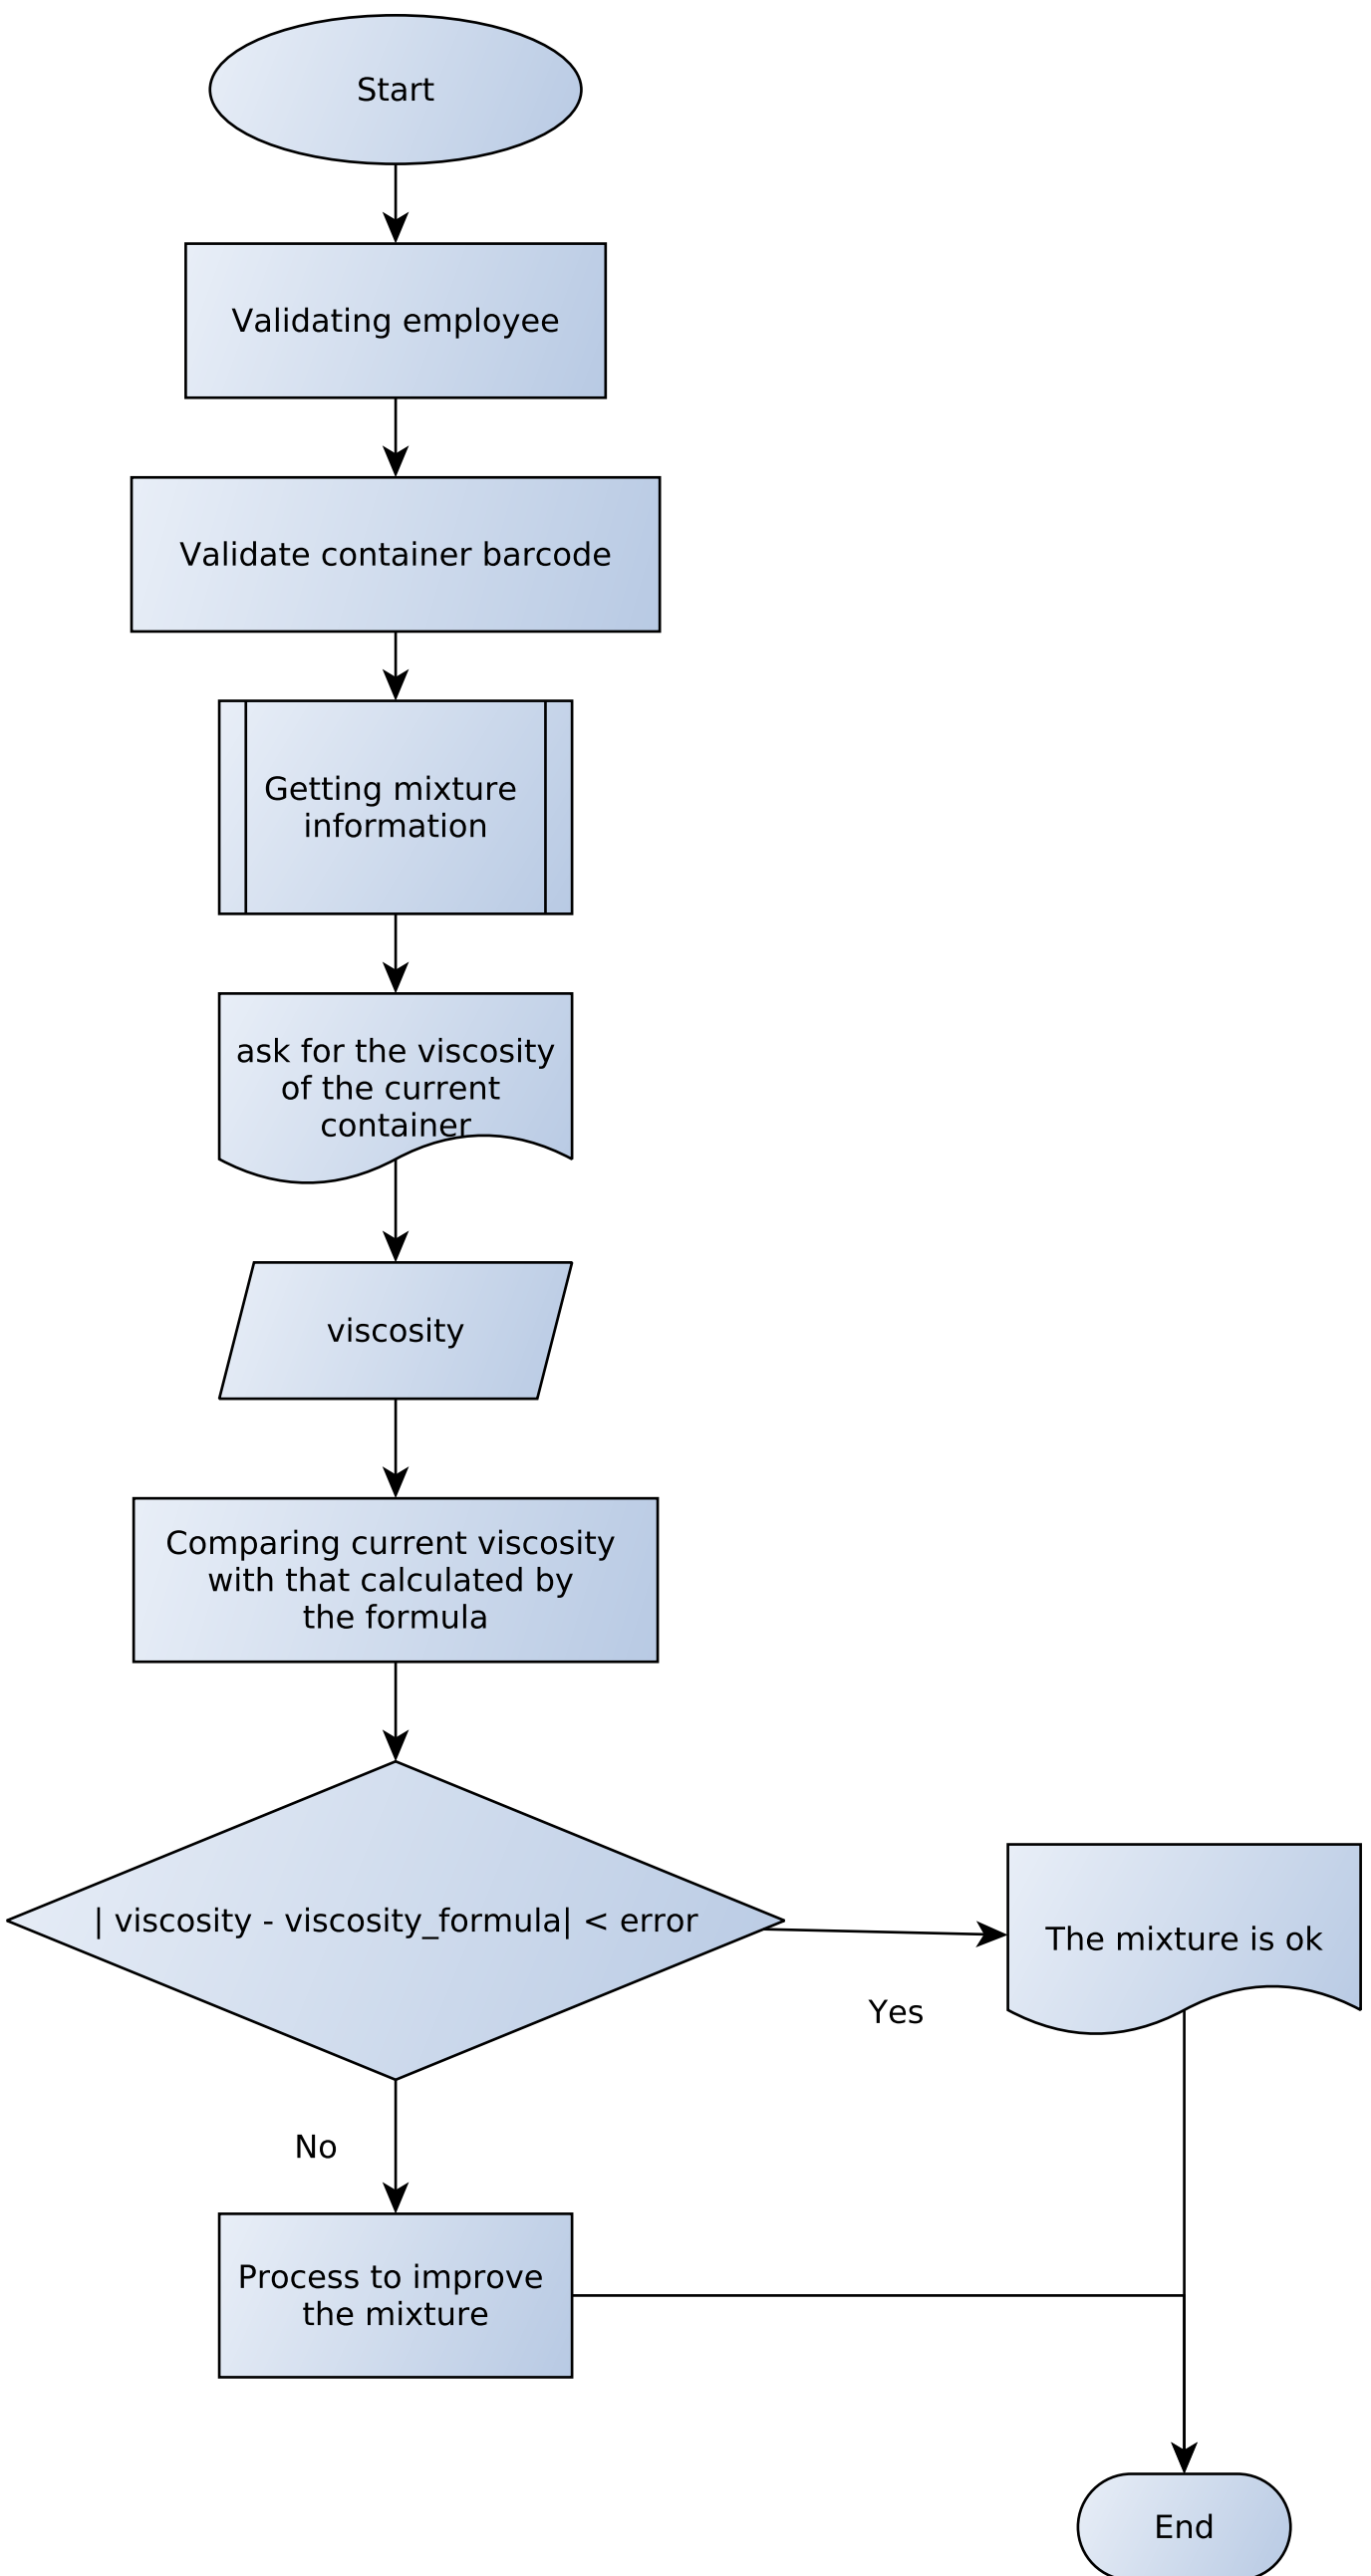 Start
Validating employee
Validate container barcode
Getting mixture
information
ask for the viscosity
of the current
container
viscosity
Comparing current viscosity
with that calculated by
the formula
| viscosity - viscosity_formula| < error
The mixture is ok
Yes
No
Process to improve
the mixture
End